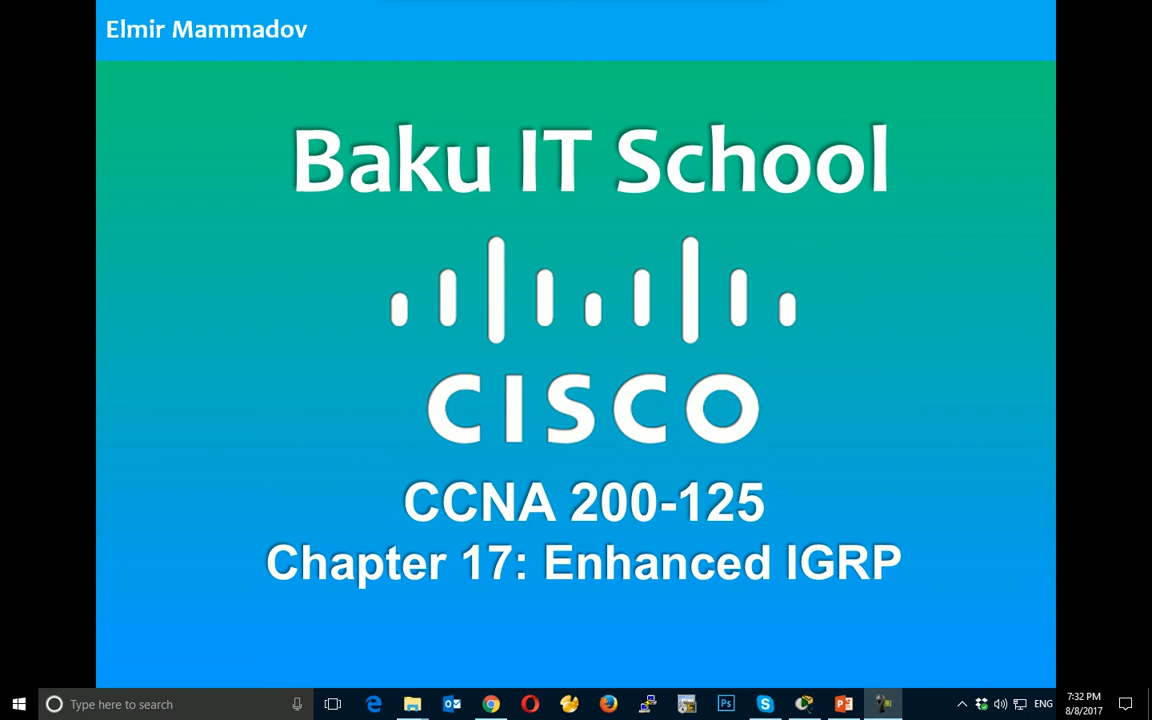 Elmir Mammadov
Baku IT School
CISCO
CCNA 200-125
Chapter 17: Enhanced IGRP
Type here to search
Ps
ENG
7:32 PM
8/8/2017